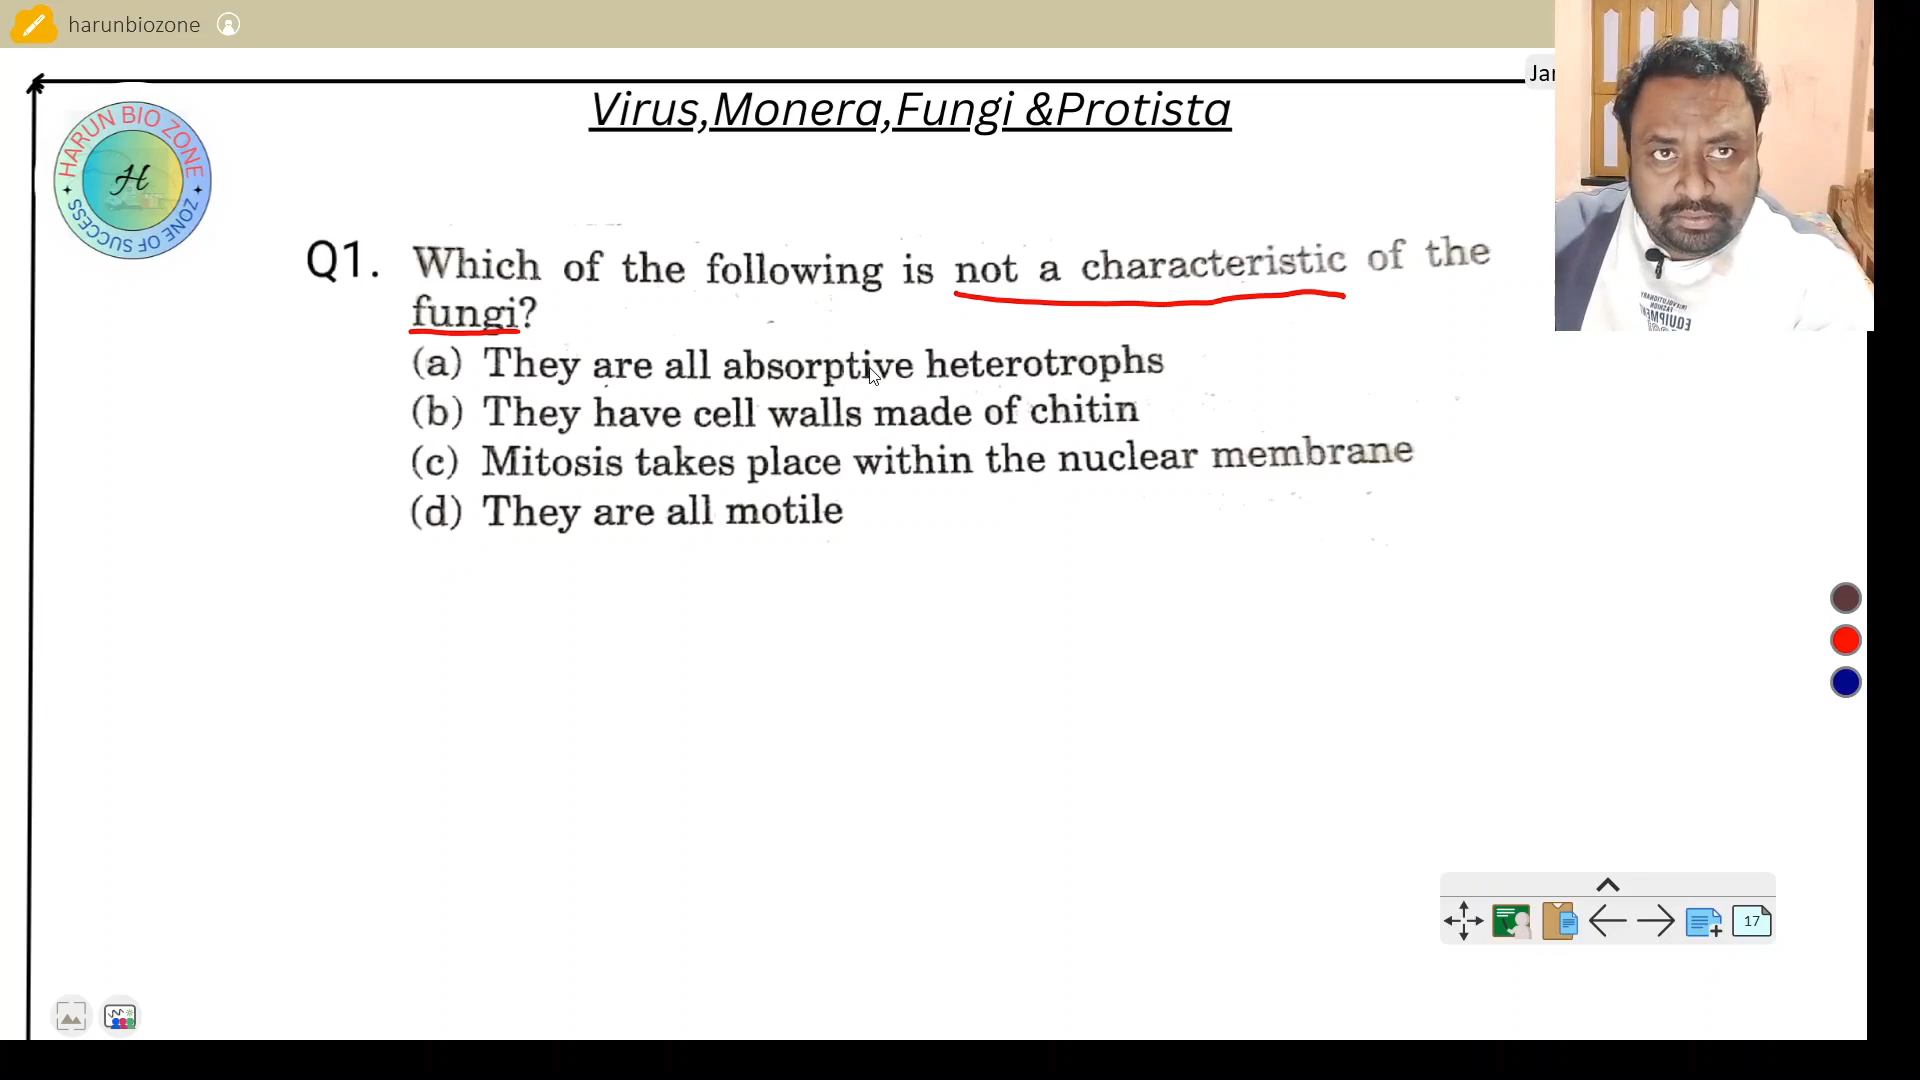 harunbiozone
Jan
Virus,Monera,Fungi &Protista
HARUN BIO ZONE
H
ZONE OF SUCCESS
Q1. Which of the following is not a characteristic of the
fungi?
(a) They are all absorptive heterotrophs
(b) They have cell walls made of chitin
(c) Mitosis takes place within the nuclear membrane
(d) They are all motile
17